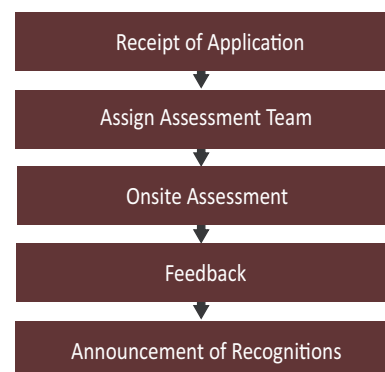 Receipt of Application
Assign Assessment Team
Onsite Assessment
Feedback
Announcement of Recognitions